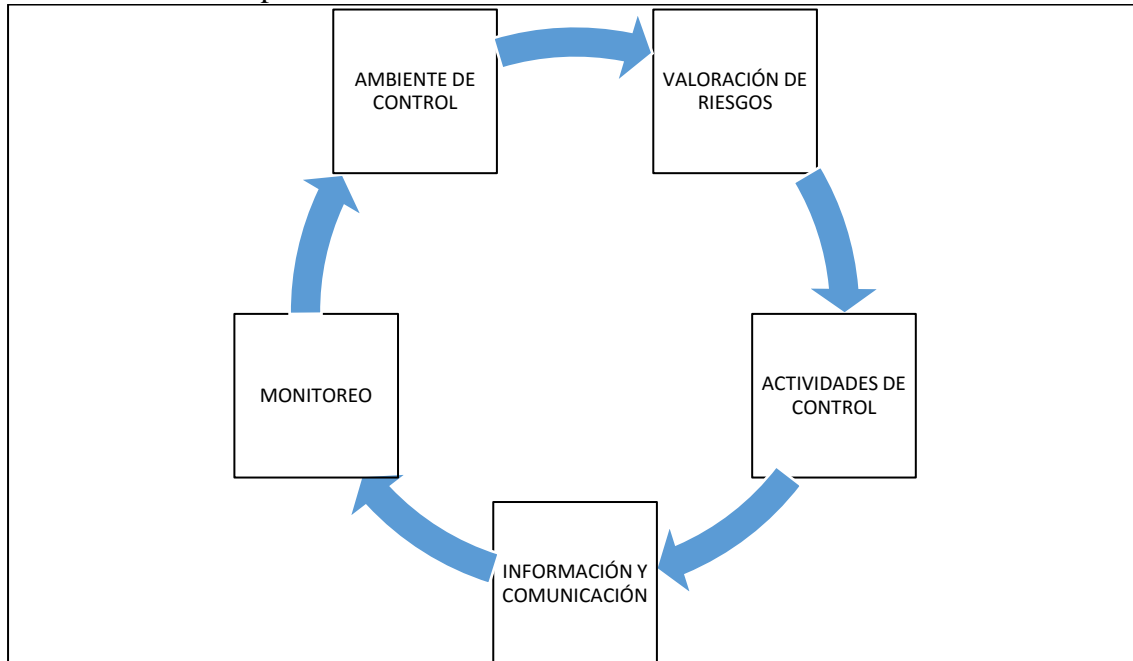 AMBIENTE DE
CONTROL
VALORACIÓN DE
RIESGOS
ACTIVIDADES DE
CONTROL
INFORMACIÓN Y
COMUNICACIÓN
MONITOREO